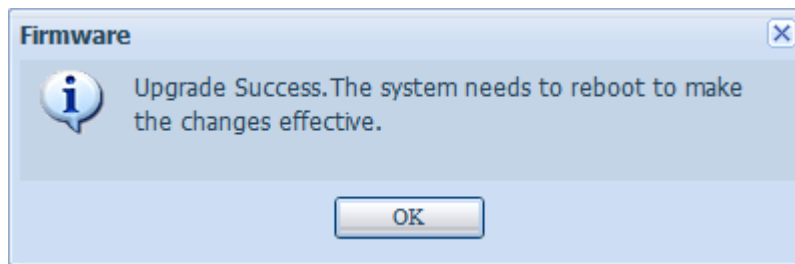 Firmware
Upgrade Success.The system needs to reboot to make
the changes effective.
OK